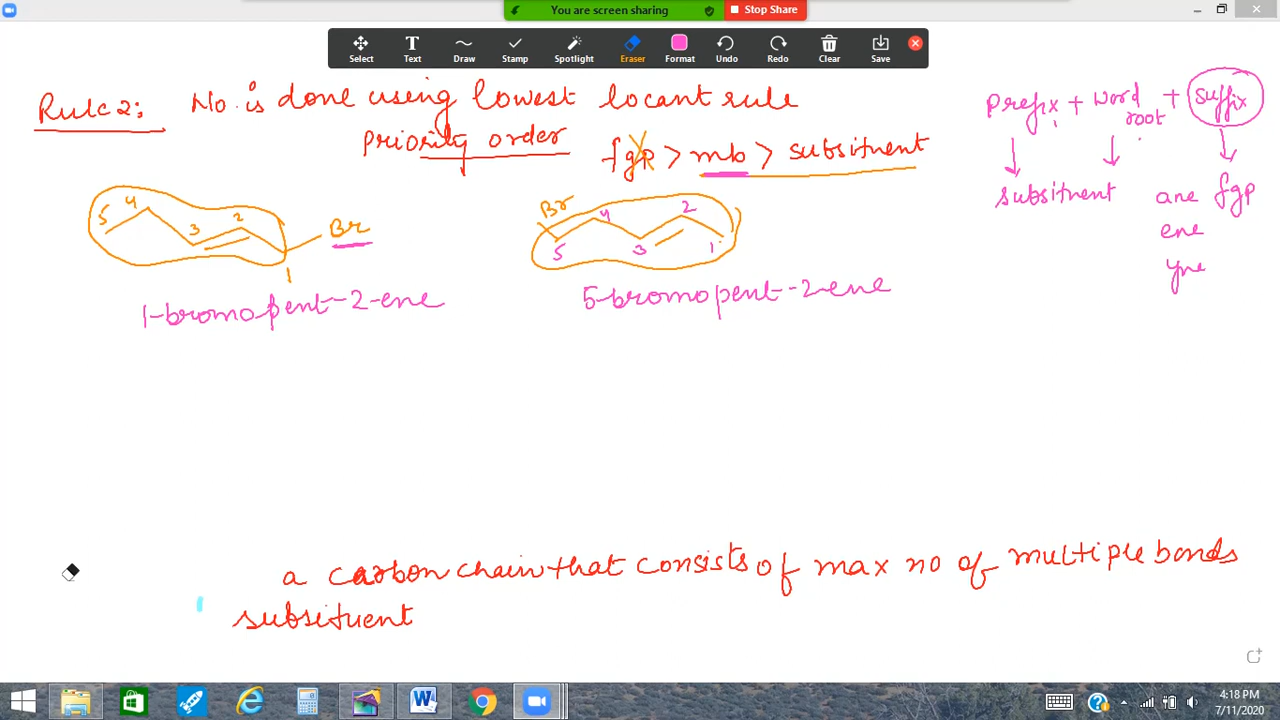 You are screen sharing
Stop Share
Select Text Draw Stamp Spotlight Eraser Format Undo Redo Clear Save
Rule 2: No. is done using lowest locant rule
priority order
fgp > mb > subsituent
prefix + word root + suffix
subsituent
ane fgp
ene
yne
5 4 3 2 1 Br
Br 5 4 3 2 1
1-bromopent-2-ene
5-bromopent-2-ene
a carbon chain that consists of max no of multiple bonds
subsituent
4:18 PM
7/11/2020